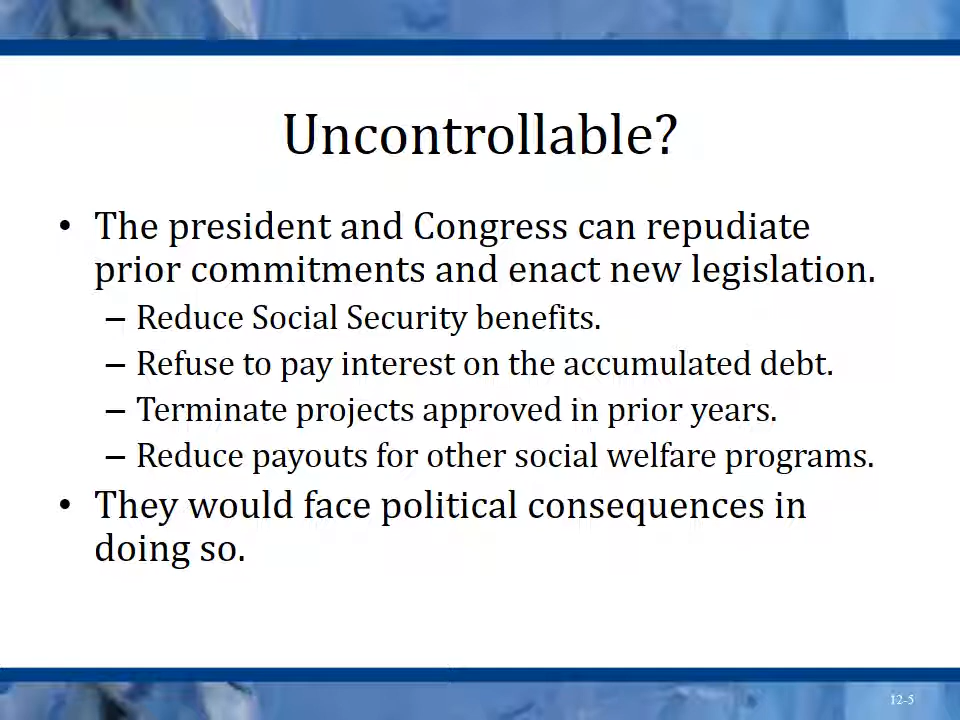 Uncontrollable?
• The president and Congress can repudiate
prior commitments and enact new legislation.
– Reduce Social Security benefits.
– Refuse to pay interest on the accumulated debt.
– Terminate projects approved in prior years.
– Reduce payouts for other social welfare programs.
• They would face political consequences in
doing so.
12-5